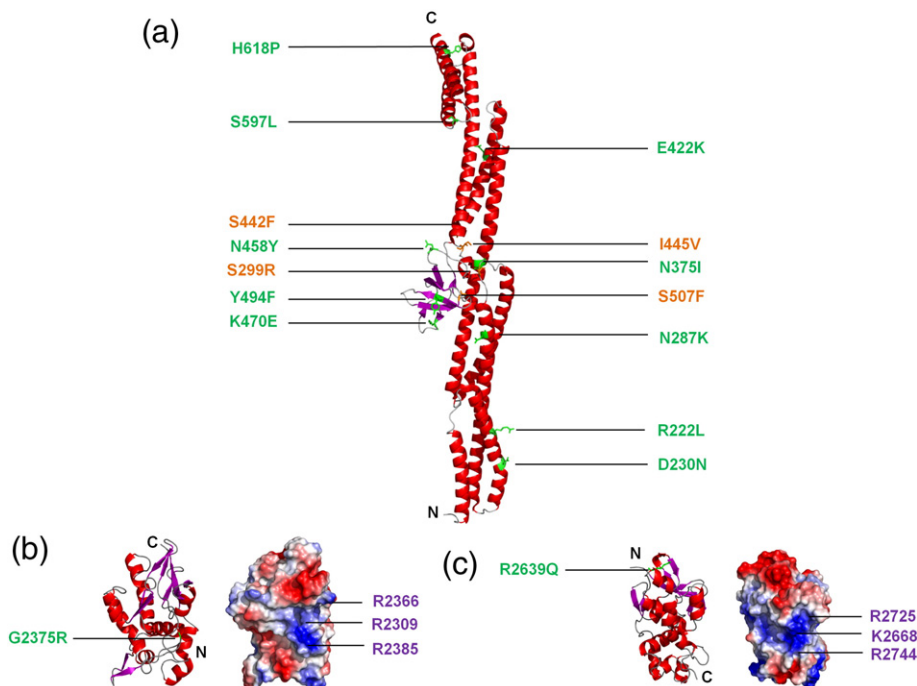 (a)
C
H618P
S597L
E422K
S442F
N458Y
S299R
Y494F
K470E
I445V
N375I
S507F
N287K
R222L
D230N
N
(b)
C
G2375R
N
R2366
R2309
R2385
(c)
N
R2639Q
C
R2725
K2668
R2744